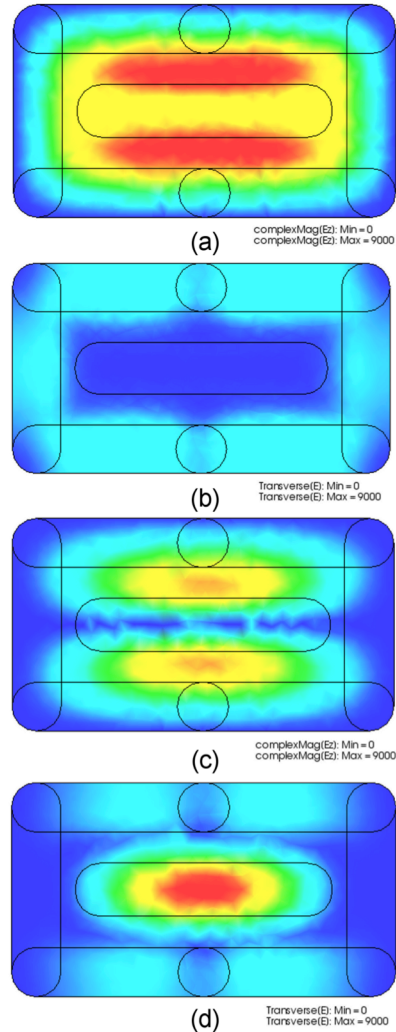 complexMag(Ez): Min = 0
complexMag(Ez): Max = 9000
(a)
Transverse(E): Min = 0
Transverse(E): Max = 9000
(b)
complexMag(Ez): Min = 0
complexMag(Ez): Max = 9000
(c)
Transverse(E): Min = 0
Transverse(E): Max = 9000
(d)